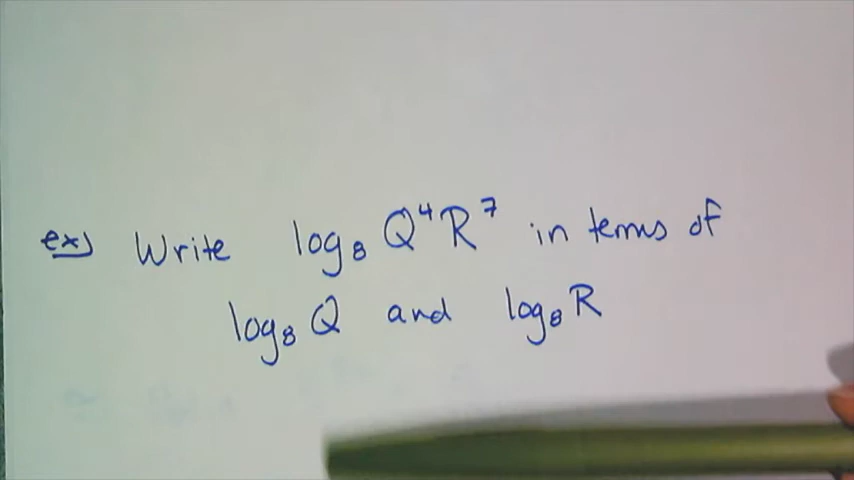 ex) Write log₈ Q⁴R⁷ in terms of
log₈ Q and log₈ R